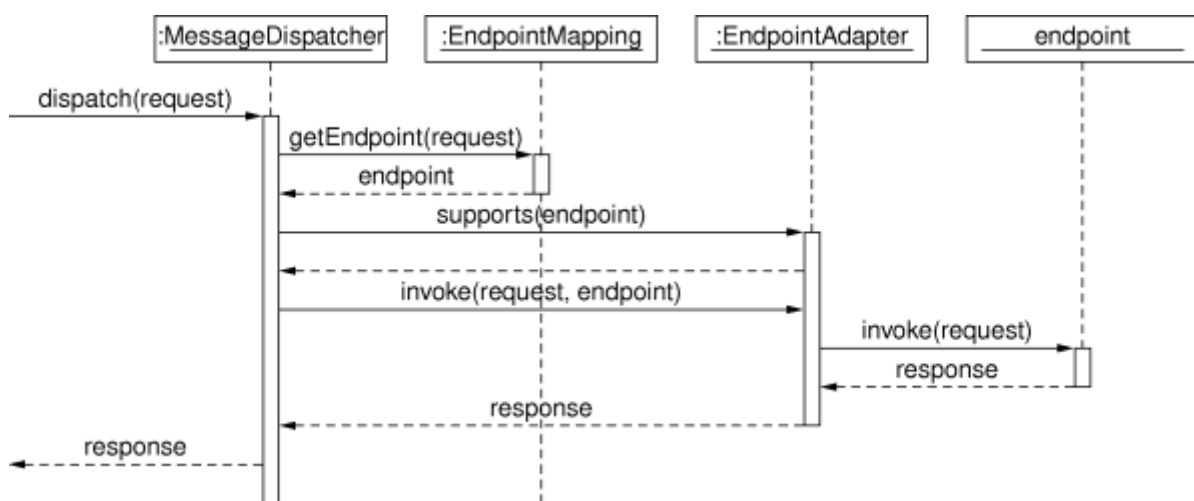 :MessageDispatcher
:EndpointMapping
:EndpointAdapter
endpoint
dispatch(request)
getEndpoint(request)
endpoint
supports(endpoint)
invoke(request, endpoint)
invoke(request)
response
response
response